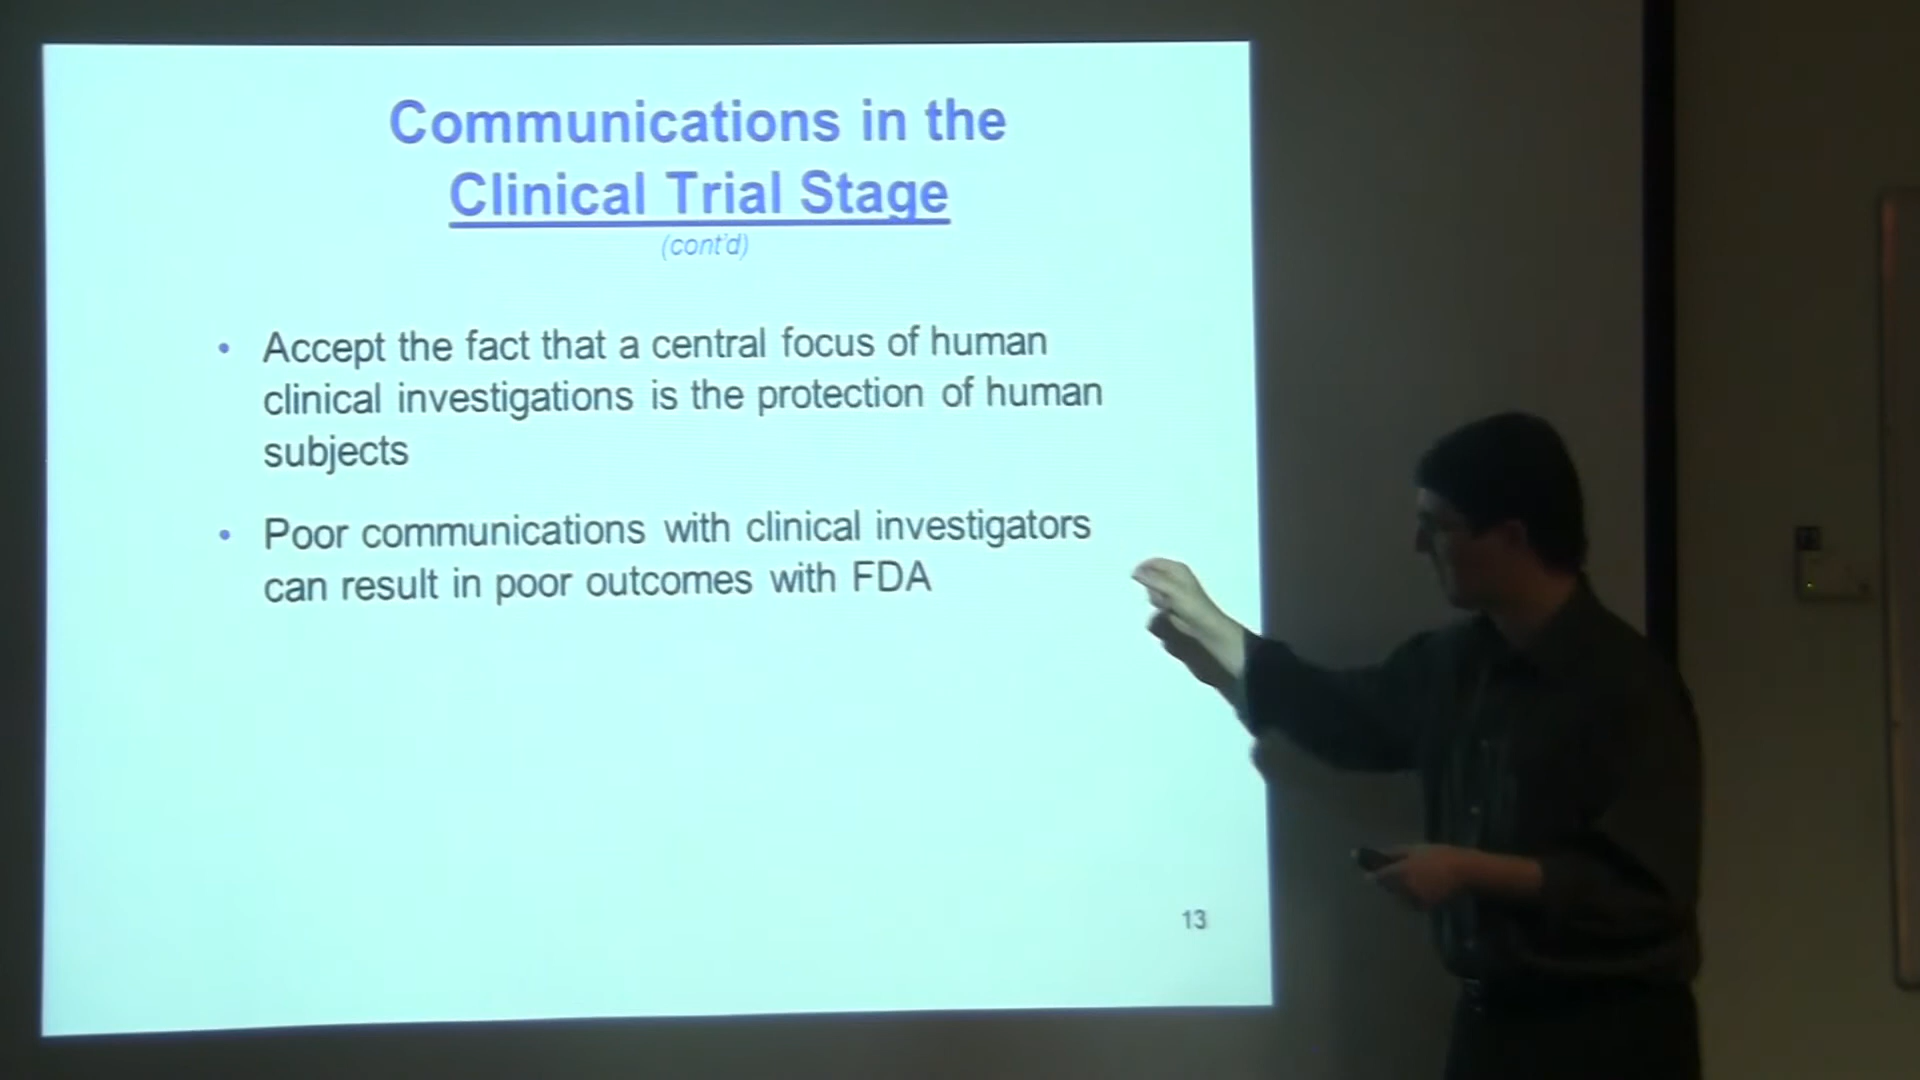 Communications in the
Clinical Trial Stage
(cont'd)
• Accept the fact that a central focus of human
clinical investigations is the protection of human
subjects
• Poor communications with clinical investigators
can result in poor outcomes with FDA
13